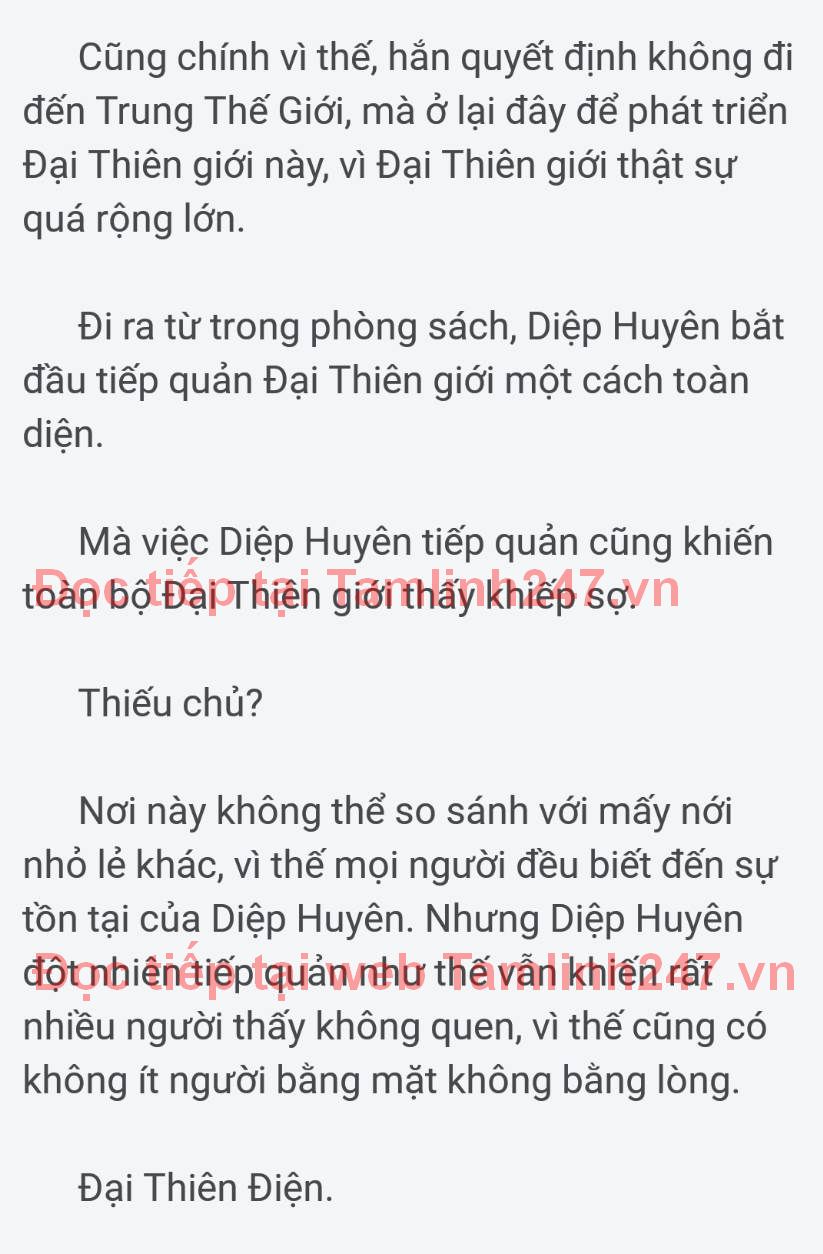 Cũng chính vì thế, hắn quyết định không đi
đến Trung Thế Giới, mà ở lại đây để phát triển
Đại Thiên giới này, vì Đại Thiên giới thật sự
quá rộng lớn.
Đi ra từ trong phòng sách, Diệp Huyên bắt
đầu tiếp quản Đại Thiên giới một cách toàn
diện.
Mà việc Diệp Huyên tiếp quản cũng khiến
toàn bộ Đại Thiên giới thấy khiếp sợ.
Đọc tiếp tại Tamlinh247.vn
Thiếu chủ?
Nơi này không thể so sánh với mấy nới
nhỏ lẻ khác, vì thế mọi người đều biết đến sự
tồn tại của Diệp Huyên. Nhưng Diệp Huyên
đột nhiên tiếp quản như thế vẫn khiến rất
Đọc tiếp tại web Tamlinh247.vn
nhiều người thấy không quen, vì thế cũng có
không ít người bằng mặt không bằng lòng.
Đại Thiên Điện.